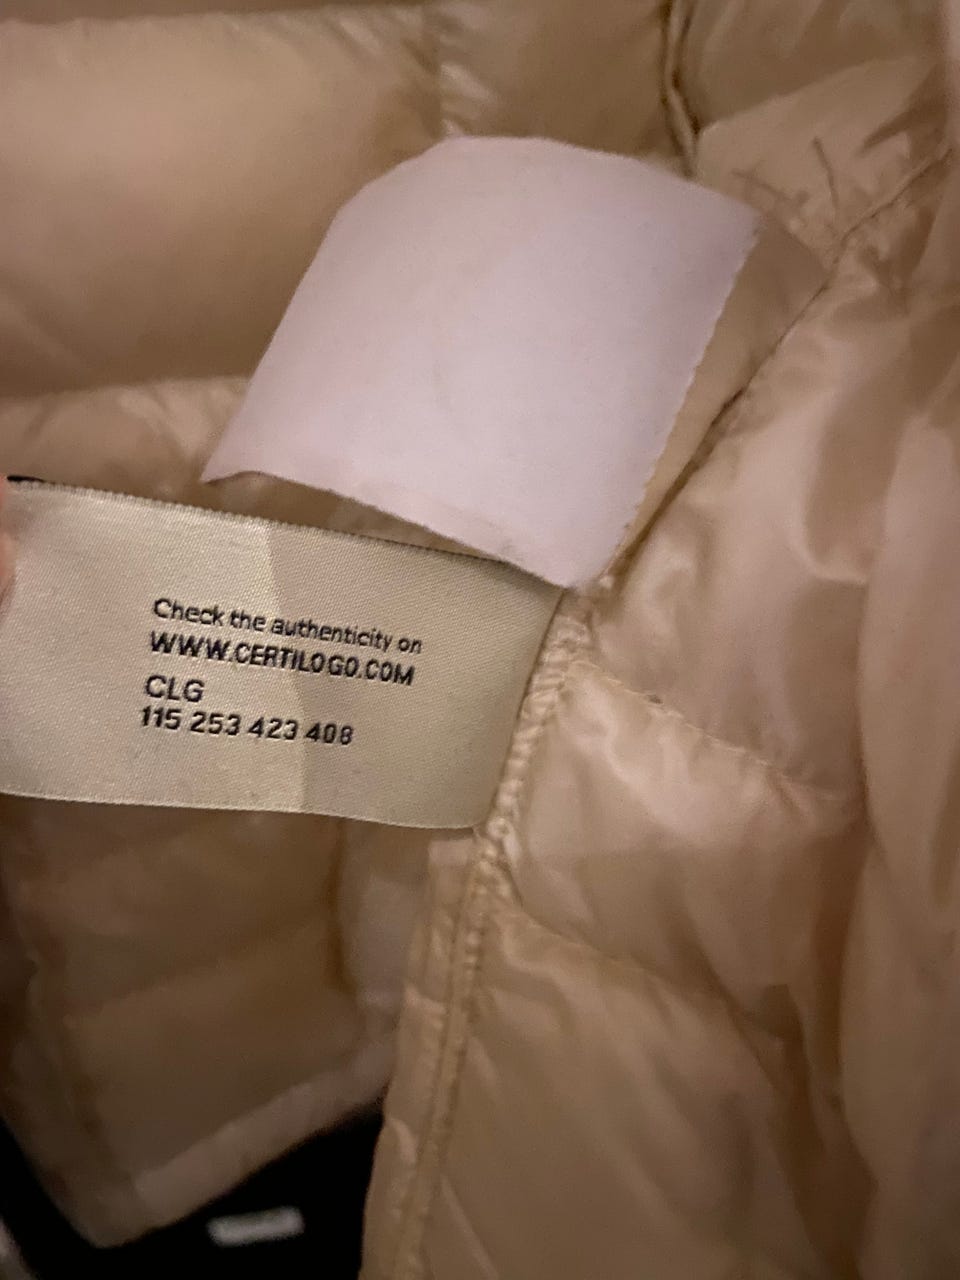 Check the authenticity on
WWW.CERTILOGO.COM
CLG
115 253 423 408